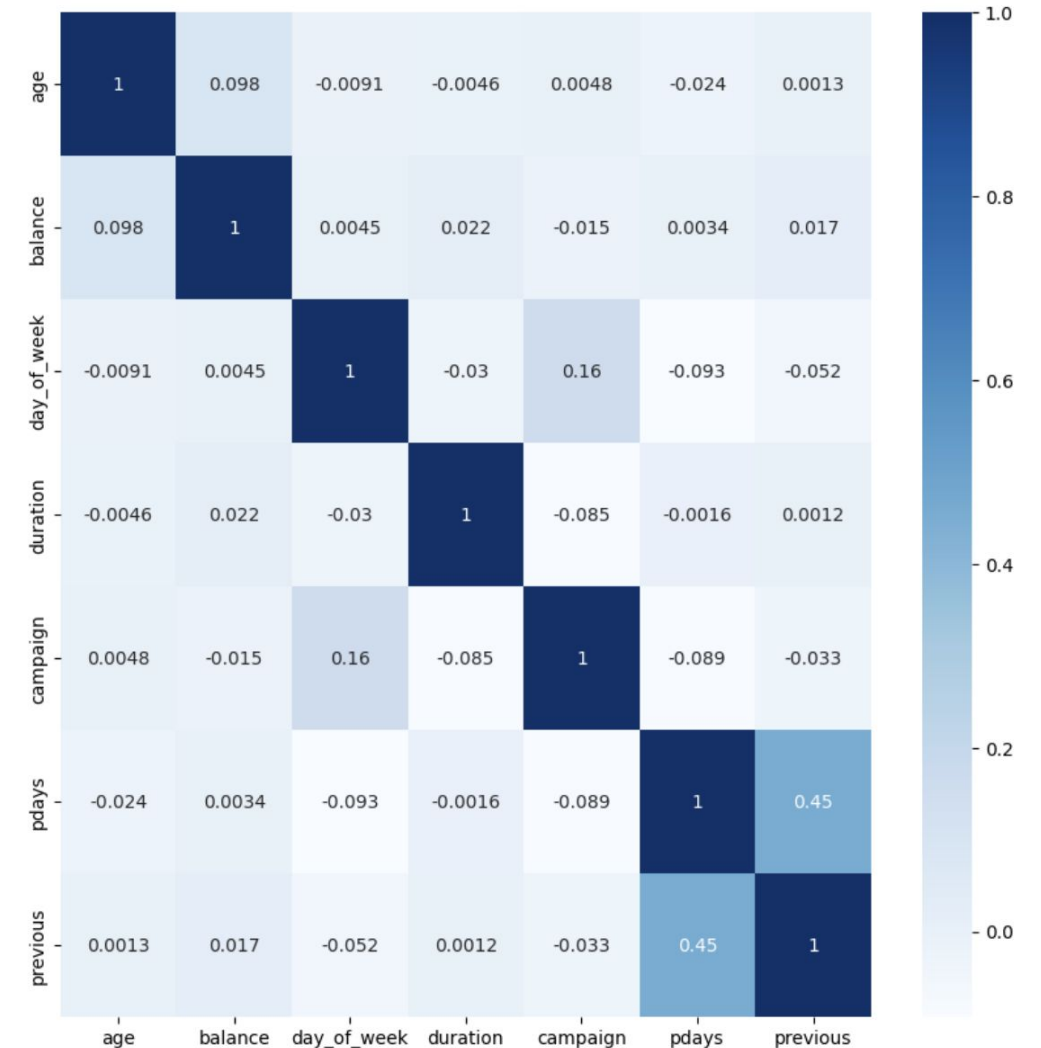 1.0
age 1 0.098 -0.0091 -0.0046 0.0048 -0.024 0.0013
0.8
balance 0.098 1 0.0045 0.022 -0.015 0.0034 0.017
day_of_week -0.0091 0.0045 1 -0.03 0.16 -0.093 -0.052
0.6
duration -0.0046 0.022 -0.03 1 -0.085 -0.0016 0.0012
0.4
campaign 0.0048 -0.015 0.16 -0.085 1 -0.089 -0.033
0.2
pdays -0.024 0.0034 -0.093 -0.0016 -0.089 1 0.45
previous 0.0013 0.017 -0.052 0.0012 -0.033 0.45 1
0.0
age balance day_of_week duration campaign pdays previous